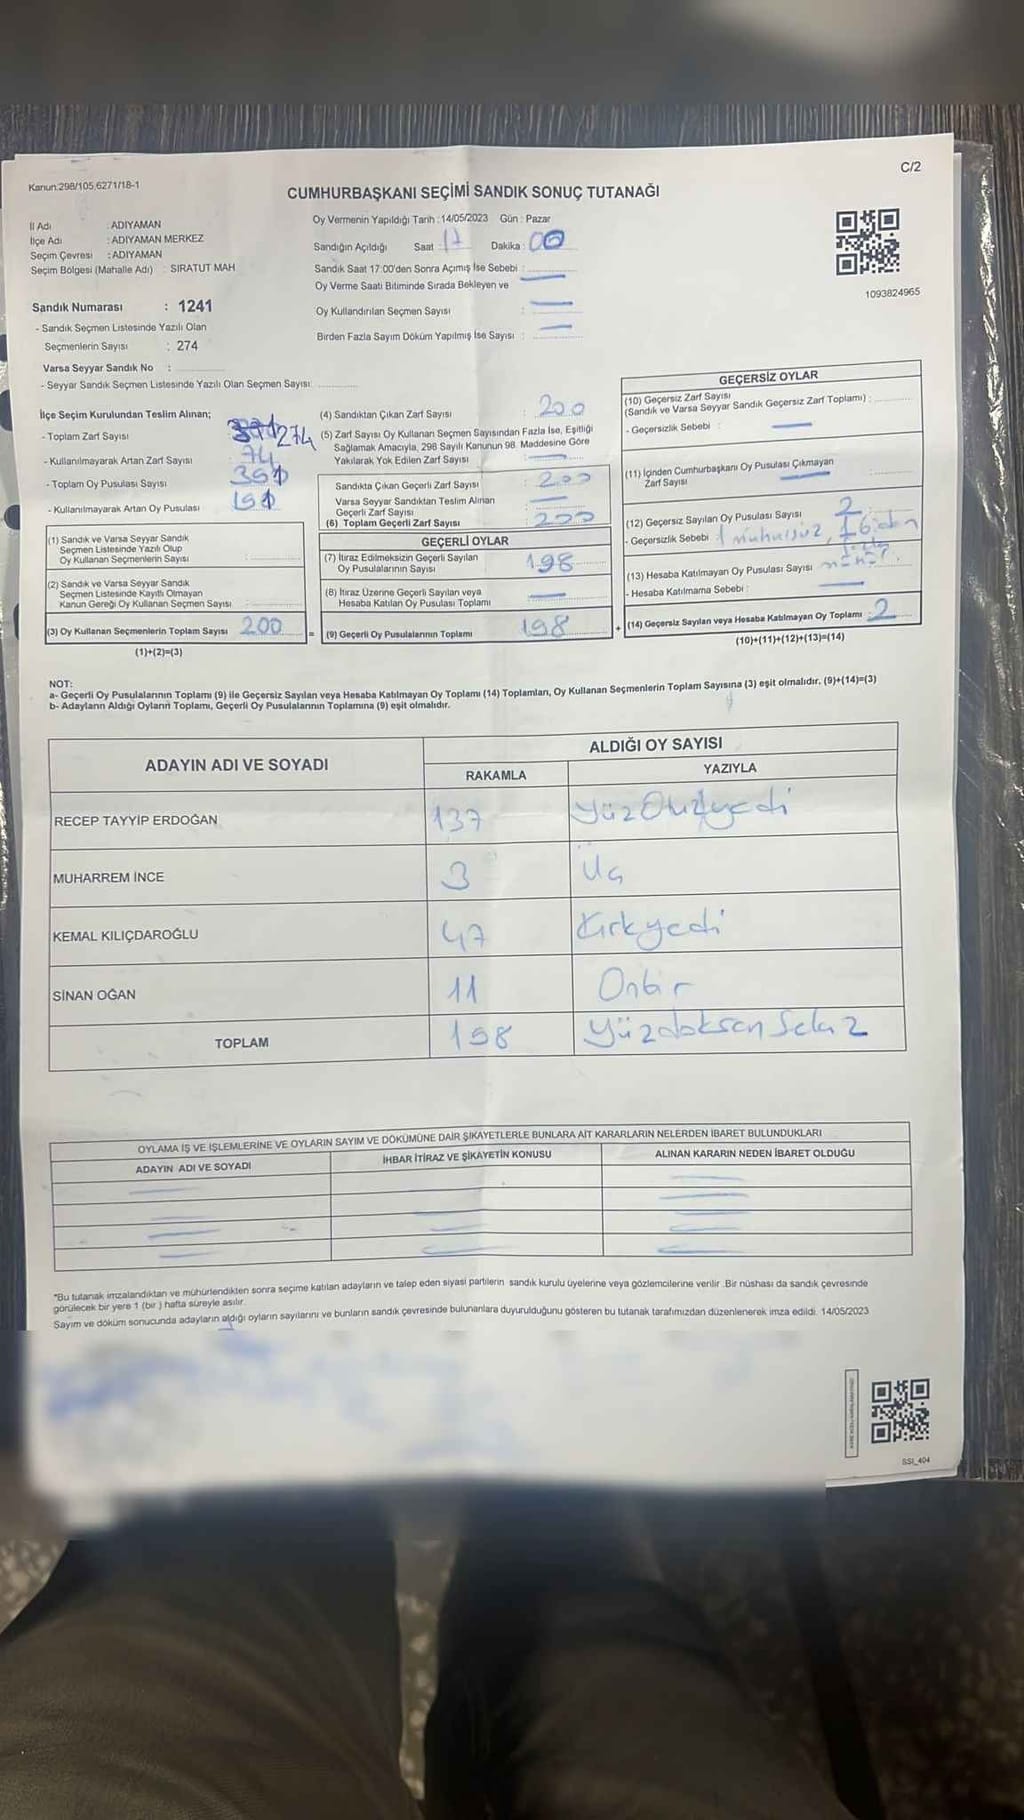 C/2
Kanun:298/105,6271/18-1
CUMHURBAŞKANI SEÇİMİ SANDIK SONUÇ TUTANAĞI
İl Adı : ADIYAMAN
İlçe Adı : ADIYAMAN MERKEZ
Seçim Çevresi : ADIYAMAN
Seçim Bölgesi (Mahalle Adı) : SIRATUT MAH
Sandık Numarası : 1241
- Sandık Seçmen Listesinde Yazılı Olan
Seçmenlerin Sayısı : 274
Varsa Seyyar Sandık No :
- Seyyar Sandık Seçmen Listesinde Yazılı Olan Seçmen Sayısı:
Oy Vermenin Yapıldığı Tarih : 14/05/2023 Gün : Pazar
Sandığın Açıldığı Saat : 17 Dakika : 00
Sandık Saat 17:00'den Sonra Açımış İse Sebebi :
Oy Verme Saati Bitiminde Sırada Bekleyen ve
Oy Kullandırılan Seçmen Sayısı :
Birden Fazla Sayım Döküm Yapılmış İse Sayısı :
1093824965
İlçe Seçim Kurulundan Teslim Alınan;
- Toplam Zarf Sayısı 274
- Kullanılmayarak Artan Zarf Sayısı 74
- Toplam Oy Pusulası Sayısı
- Kullanılmayarak Artan Oy Pusulası
(1) Sandık ve Varsa Seyyar Sandık
Seçmen Listesinde Yazılı Olup
Oy Kullanan Seçmenlerin Sayısı
(2) Sandık ve Varsa Seyyar Sandık
Seçmen Listesinde Kayıtlı Olmayan
Kanun Gereği Oy Kullanan Seçmen Sayısı
(3) Oy Kullanan Seçmenlerin Toplam Sayısı 200
(1)+(2)=(3)
(4) Sandıktan Çıkan Zarf Sayısı : 200
(5) Zarf Sayısı Oy Kullanan Seçmen Sayısından Fazla İse, Eşitliği
Sağlamak Amacıyla, 298 Sayılı Kanunun 98. Maddesine Göre
Yakılarak Yok Edilen Zarf Sayısı :
Sandıkta Çıkan Geçerli Zarf Sayısı : 200
Varsa Seyyar Sandıktan Teslim Alınan
Geçerli Zarf Sayısı :
(6) Toplam Geçerli Zarf Sayısı : 200
GEÇERLİ OYLAR
(7) İtiraz Edilmeksizin Geçerli Sayılan
Oy Pusulalarının Sayısı 198
(8) İtiraz Üzerine Geçerli Sayılan veya
Hesaba Katılan Oy Pusulası Toplamı
= (9) Geçerli Oy Pusulalarının Toplamı 198
GEÇERSİZ OYLAR
(10) Geçersiz Zarf Sayısı
(Sandık ve Varsa Seyyar Sandık Geçersiz Zarf Toplamı) :
- Geçersizlik Sebebi :
(11) İçinden Cumhurbaşkanı Oy Pusulası Çıkmayan
Zarf Sayısı :
(12) Geçersiz Sayılan Oy Pusulası Sayısı : 2
- Geçersizlik Sebebi : 1 mühürsüz,
(13) Hesaba Katılmayan Oy Pusulası Sayısı
- Hesaba Katılmama Sebebi :
+ (14) Geçersiz Sayılan veya Hesaba Katılmayan Oy Toplamı : 2
(10)+(11)+(12)+(13)=(14)
NOT:
a- Geçerli Oy Pusulalarının Toplamı (9) ile Geçersiz Sayılan veya Hesaba Katılmayan Oy Toplamı (14) Toplamları, Oy Kullanan Seçmenlerin Toplam Sayısına (3) eşit olmalıdır. (9)+(14)=(3)
b- Adayların Aldığı Oyların Toplamı, Geçerli Oy Pusulalarının Toplamına (9) eşit olmalıdır.
ADAYIN ADI VE SOYADI ALDIĞI OY SAYISI
RAKAMLA YAZIYLA
RECEP TAYYİP ERDOĞAN 137 YüzOtuzyedi
MUHARREM İNCE 3 Üç
KEMAL KILIÇDAROĞLU 47 Kırkyedi
SİNAN OĞAN 11 Onbir
TOPLAM 198 Yüzdoksan Sekiz
OYLAMA İŞ VE İŞLEMLERİNE VE OYLARIN SAYIM VE DÖKÜMÜNE DAİR ŞİKAYETLERLE BUNLARA AİT KARARLARIN NELERDEN İBARET BULUNDUKLARI
ADAYIN ADI VE SOYADI İHBAR İTİRAZ VE ŞİKAYETİN KONUSU ALINAN KARARIN NEDEN İBARET OLDUĞU
*Bu tutanak imzalandıktan ve mühürlendikten sonra seçime katılan adayların ve talep eden siyasi partilerin sandık kurulu üyelerine veya gözlemcilerine verilir. Bir nüshası da sandık çevresinde
görülecek bir yere 1 (bir ) hafta süreyle asılır.
Sayım ve döküm sonucunda adayların aldığı oyların sayılarını ve bunların sandık çevresinde bulunanlara duyurulduğunu gösteren bu tutanak tarafımızdan düzenlenerek imza edildi. 14/05/2023
SSI_404